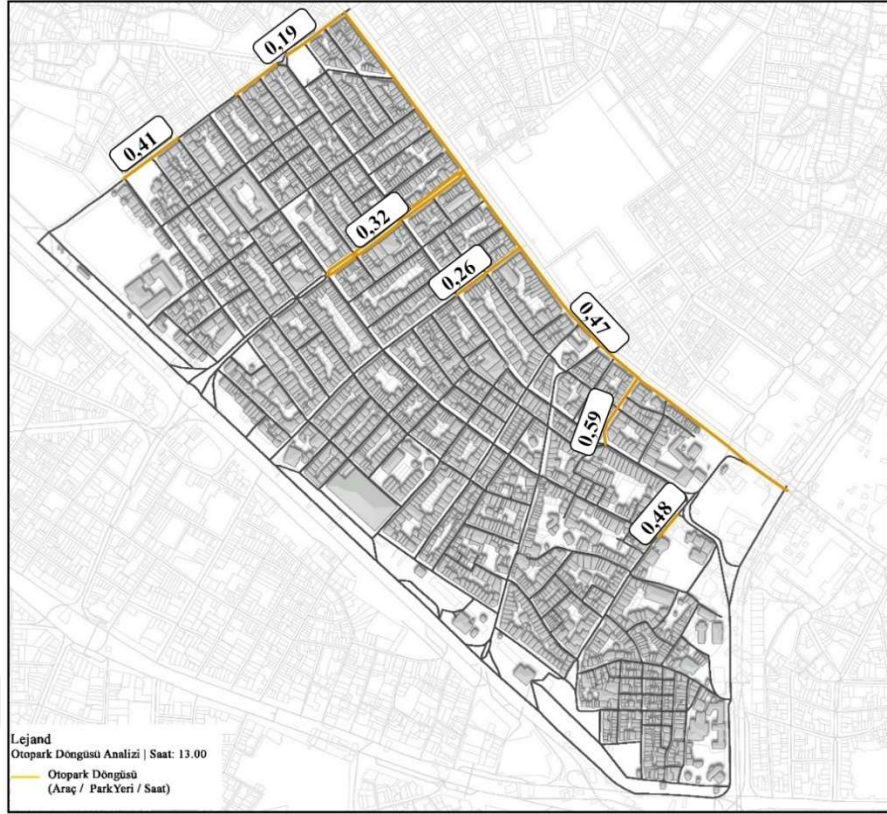 0,19
0,41
0,32
0,26
0,47
0,59
0,48
Lejand
Otopark Döngüsü Analizi | Saat: 13.00
Otopark Döngüsü
(Araç / ParkYeri / Saat)